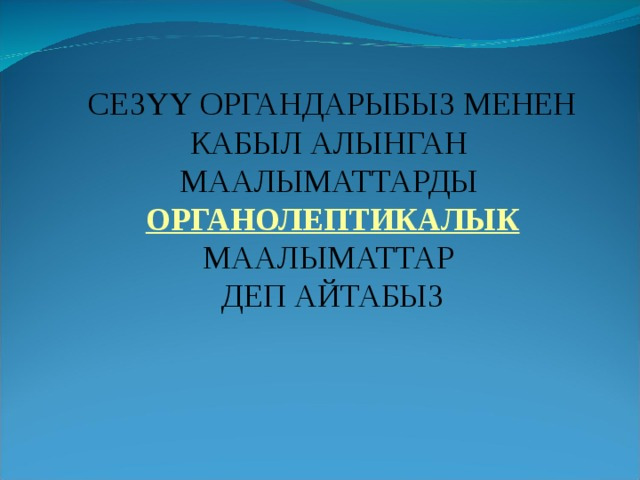 СЕЗҮҮ ОРГАНДАРЫБЫЗ МЕНЕН
КАБЫЛ АЛЫНГАН
МААЛЫМАТТАРДЫ
ОРГАНОЛЕПТИКАЛЫК
МААЛЫМАТТАР
ДЕП АЙТАБЫЗ